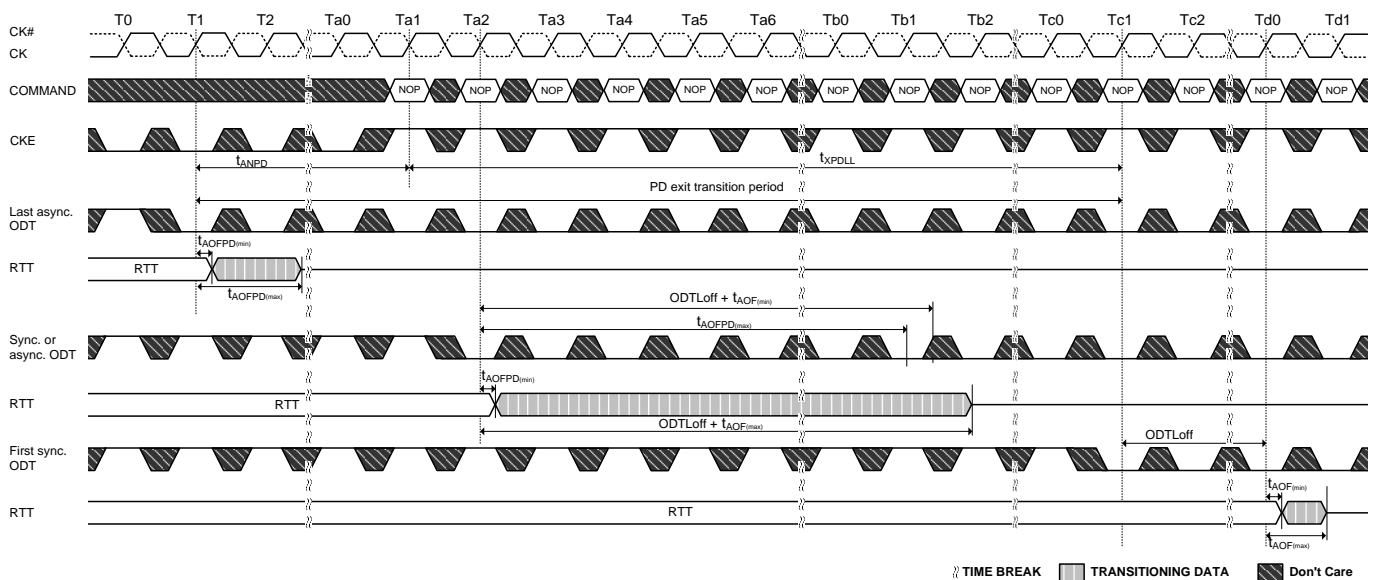 T0 T1 T2 Ta0 Ta1 Ta2 Ta3 Ta4 Ta5 Ta6 Tb0 Tb1 Tb2 Tc0 Tc1 Tc2 Td0 Td1
CK#
CK
COMMAND NOP NOP NOP NOP NOP NOP NOP NOP NOP NOP NOP NOP NOP NOP
CKE
tANPD tXPDLL
PD exit transition period
Last async.
ODT
tAOFPD(min)
RTT RTT
tAOFPD(max)
ODTLoff + tAOF(min)
tAOFPD(max)
Sync. or
async. ODT
tAOFPD(min)
RTT RTT
ODTLoff + tAOF(max)
ODTLoff
First sync.
ODT
tAOF(min)
RTT RTT
tAOF(max)
TIME BREAK TRANSITIONING DATA Don't Care